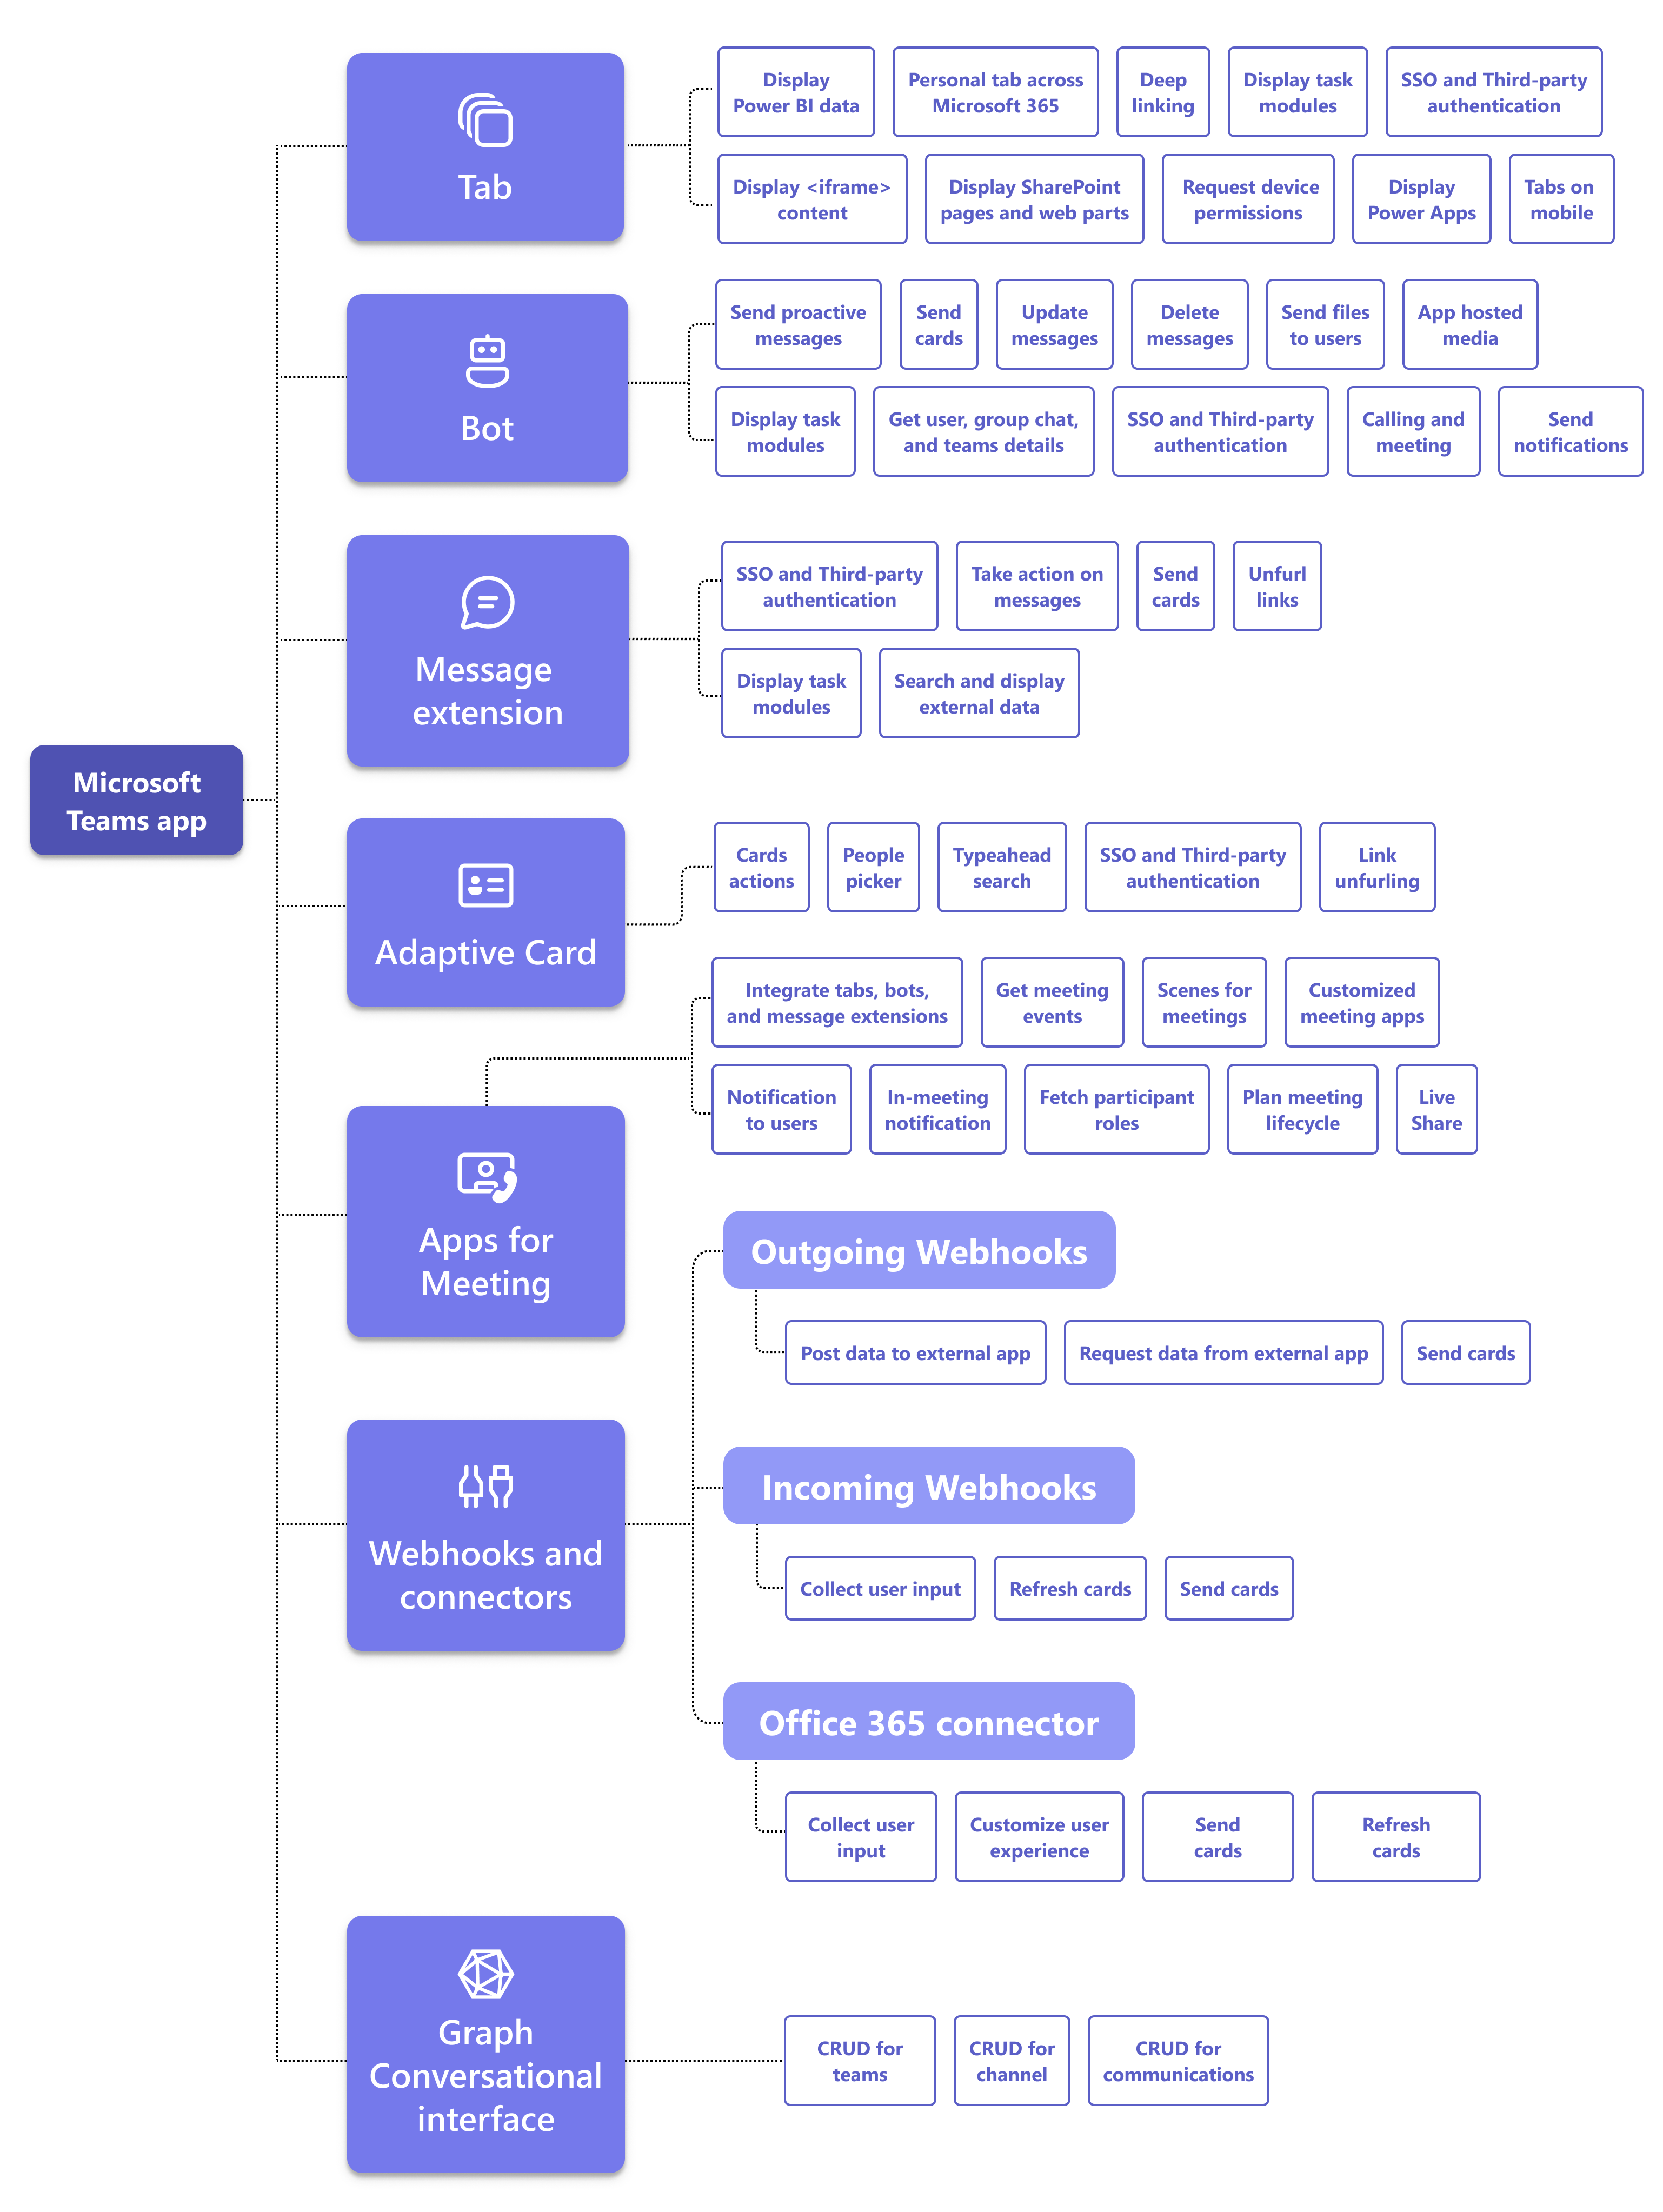 Microsoft
Teams app
Tab
Display
Power BI data
Personal tab across
Microsoft 365
Deep
linking
Display task
modules
SSO and Third-party
authentication
Display <iframe>
content
Display SharePoint
pages and web parts
Request device
permissions
Display
Power Apps
Tabs on
mobile
Bot
Send proactive
messages
Send
cards
Update
messages
Delete
messages
Send files
to users
App hosted
media
Display task
modules
Get user, group chat,
and teams details
SSO and Third-party
authentication
Calling and
meeting
Send
notifications
Message
extension
SSO and Third-party
authentication
Take action on
messages
Send
cards
Unfurl
links
Display task
modules
Search and display
external data
Adaptive Card
Cards
actions
People
picker
Typeahead
search
SSO and Third-party
authentication
Link
unfurling
Apps for
Meeting
Integrate tabs, bots,
and message extensions
Get meeting
events
Scenes for
meetings
Customized
meeting apps
Notification
to users
In-meeting
notification
Fetch participant
roles
Plan meeting
lifecycle
Live
Share
Webhooks and
connectors
Outgoing Webhooks
Post data to external app
Request data from external app
Send cards
Incoming Webhooks
Collect user input
Refresh cards
Send cards
Office 365 connector
Collect user
input
Customize user
experience
Send
cards
Refresh
cards
Graph
Conversational
interface
CRUD for
teams
CRUD for
channel
CRUD for
communications